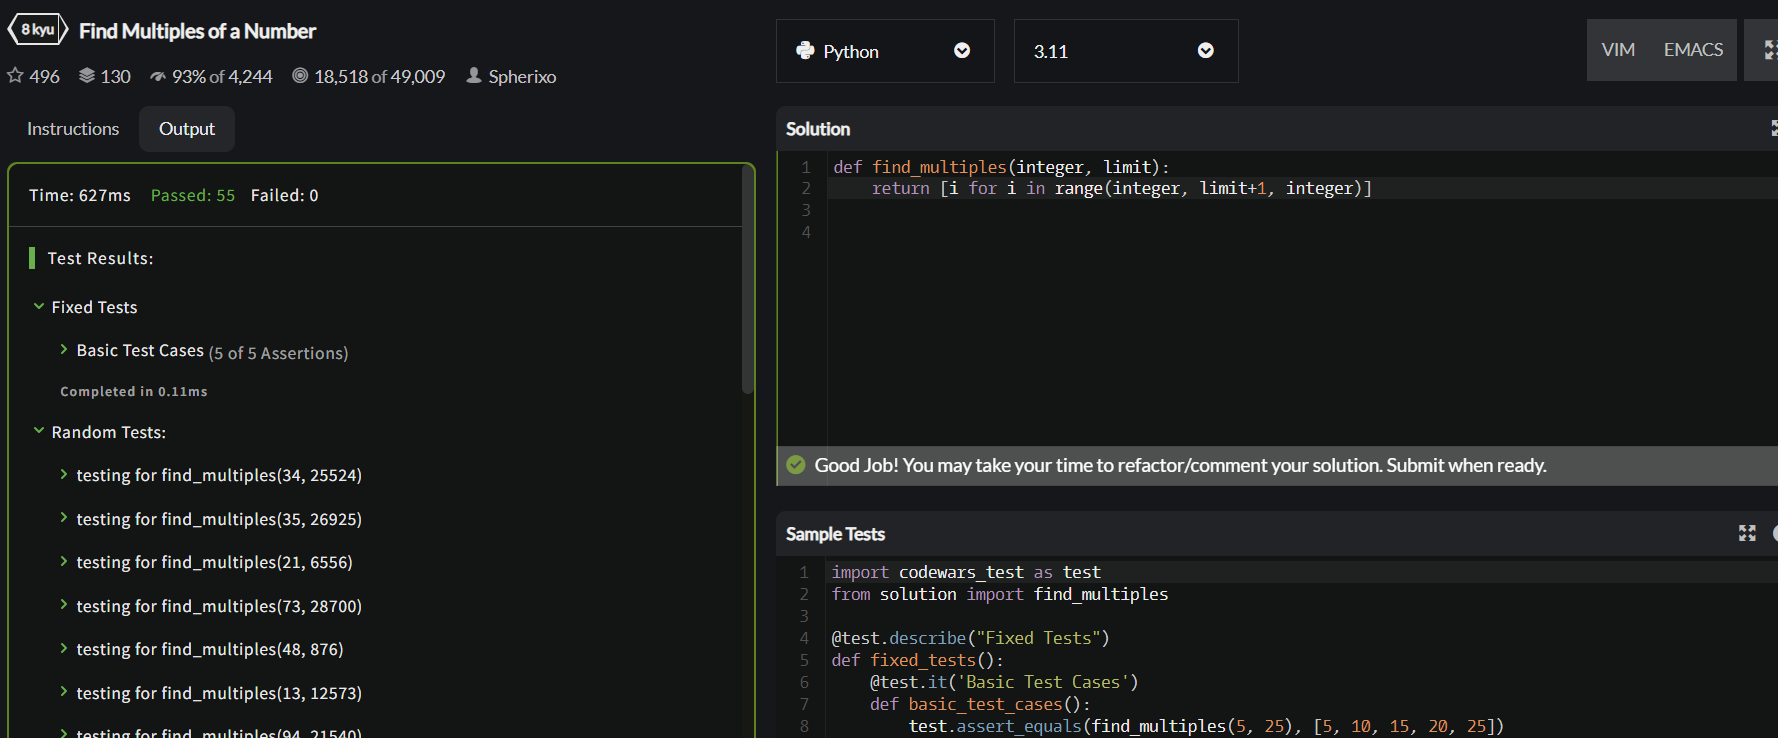 8 kyu Find Multiples of a Number
496 130 93% of 4,244 18,518 of 49,009 Spherixo
Instructions Output
Time: 627ms Passed: 55 Failed: 0
Test Results:
Fixed Tests
Basic Test Cases (5 of 5 Assertions)
Completed in 0.11ms
Random Tests:
testing for find_multiples(34, 25524)
testing for find_multiples(35, 26925)
testing for find_multiples(21, 6556)
testing for find_multiples(73, 28700)
testing for find_multiples(48, 876)
testing for find_multiples(13, 12573)
testing for find_multiples(94, 21540)
Python 3.11 VIM EMACS
Solution
1 def find_multiples(integer, limit):
2 return [i for i in range(integer, limit+1, integer)]
3
4
Good Job! You may take your time to refactor/comment your solution. Submit when ready.
Sample Tests
1 import codewars_test as test
2 from solution import find_multiples
3
4 @test.describe("Fixed Tests")
5 def fixed_tests():
6 @test.it('Basic Test Cases')
7 def basic_test_cases():
8 test.assert_equals(find_multiples(5, 25), [5, 10, 15, 20, 25])